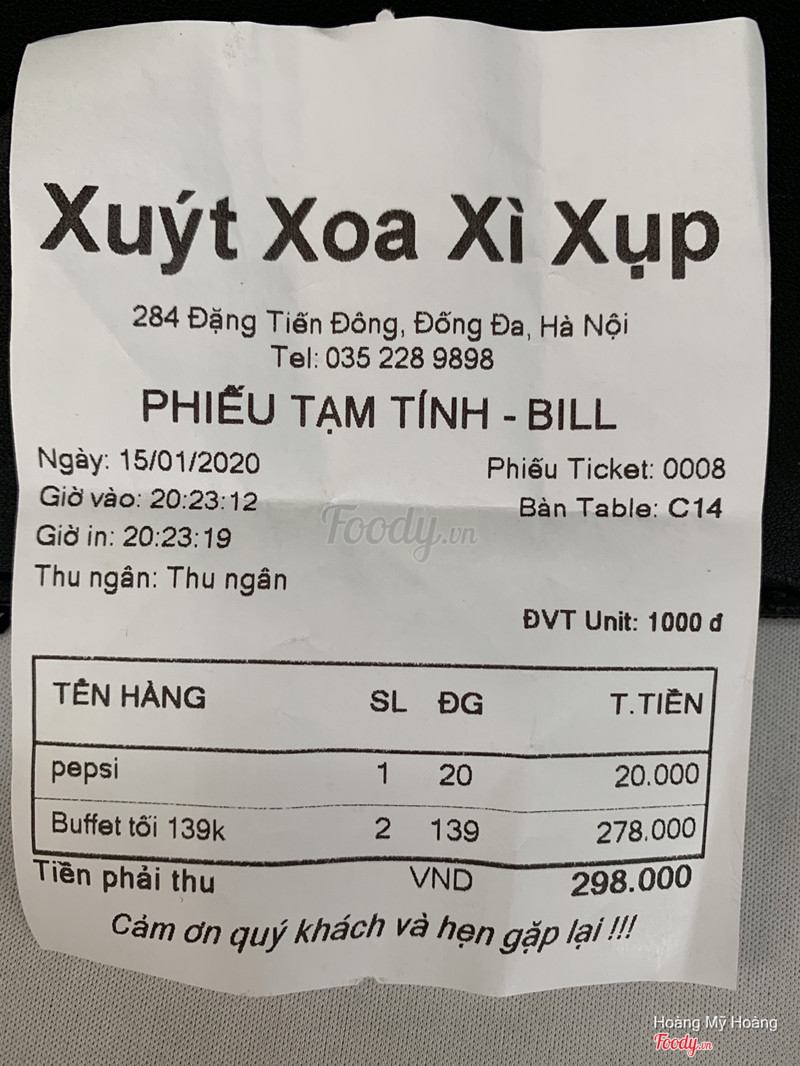 Xuýt Xoa Xì Xụp
284 Đặng Tiến Đông, Đống Đa, Hà Nội
Tel: 035 228 9898
PHIẾU TẠM TÍNH - BILL
Ngày: 15/01/2020 Phiếu Ticket: 0008
Giờ vào: 20:23:12 Bàn Table: C14
Giờ in: 20:23:19
Foody.vn
Thu ngân: Thu ngân
ĐVT Unit: 1000 đ
TÊN HÀNG SL ĐG T.TIỀN
pepsi 1 20 20.000
Buffet tối 139k 2 139 278.000
Tiền phải thu VND 298.000
Cảm ơn quý khách và hẹn gặp lại !!!
Hoàng Mỹ Hoàng
Foody.vn